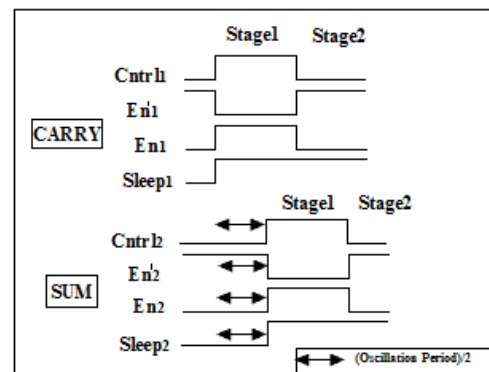 Stage1 Stage2
Cntrl1
En'1
CARRY
En1
Sleep1
Stage1 Stage2
Cntrl2
En'2
SUM
En2
Sleep2
(Oscillation Period)/2